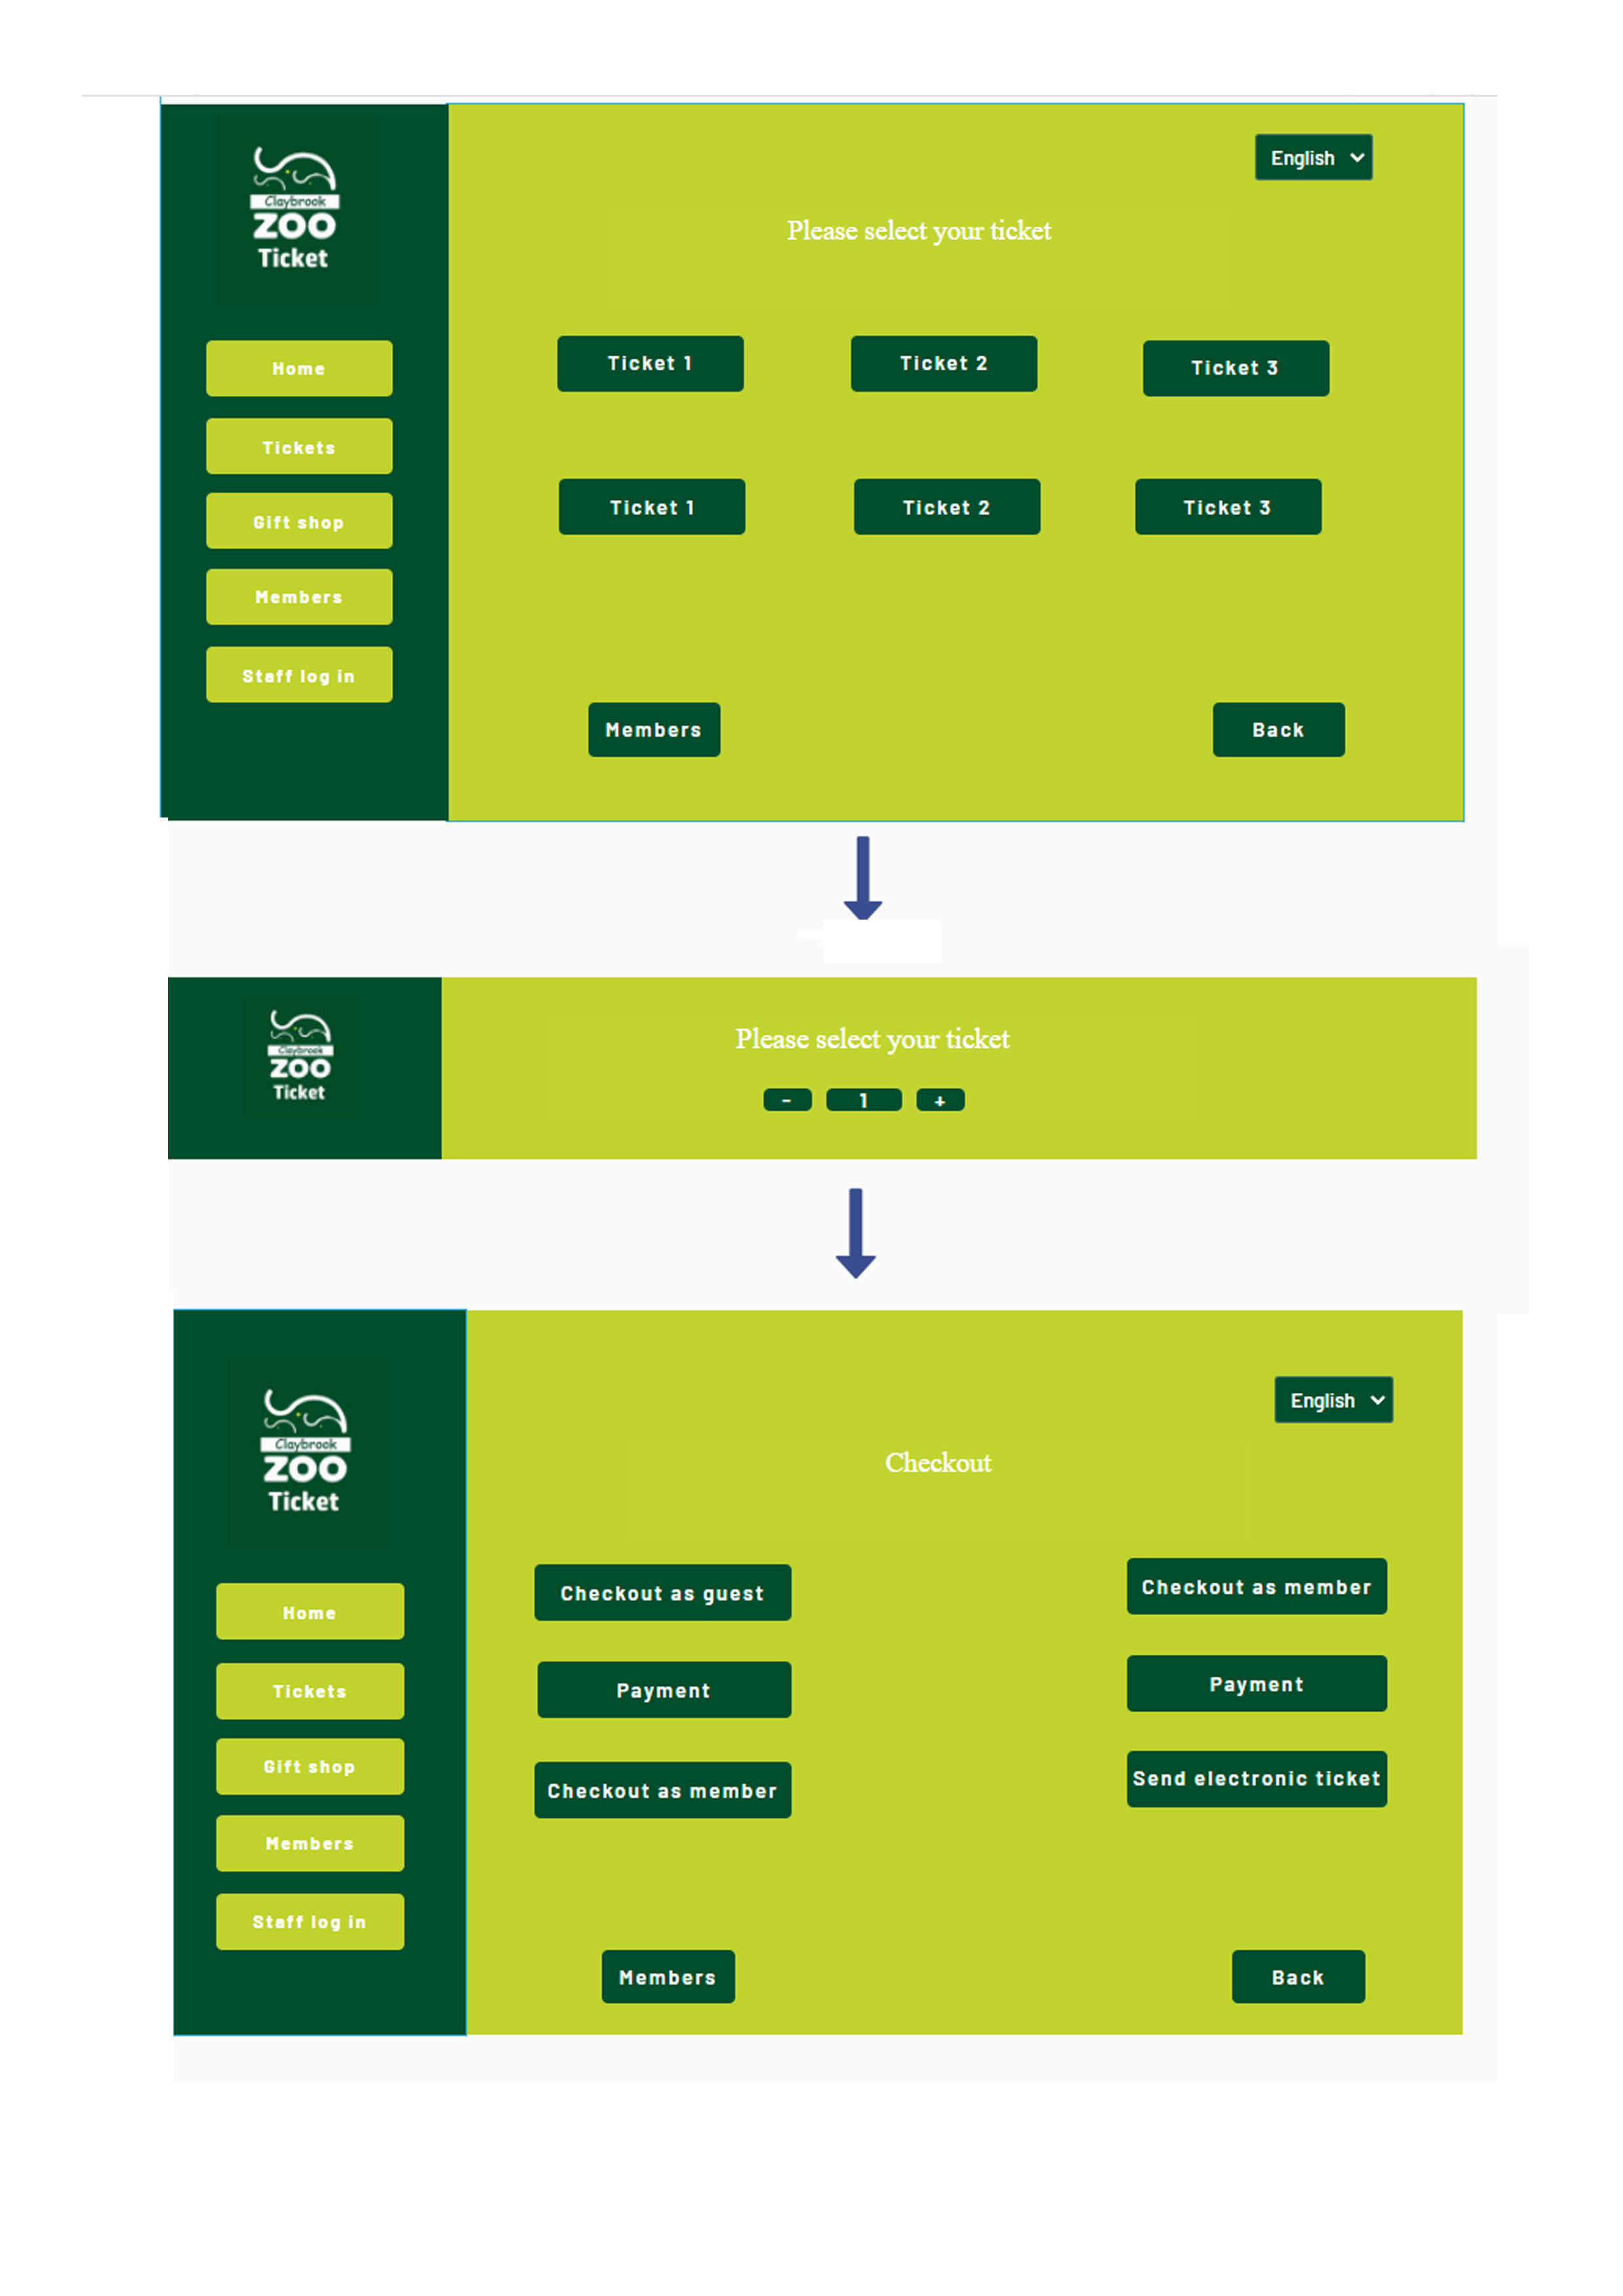 Claybrook
ZOO
Ticket
Home
Tickets
Gift shop
Members
Staff log in
English
Please select your ticket
Ticket 1 Ticket 2 Ticket 3
Ticket 1 Ticket 2 Ticket 3
Members Back
Claybrook
ZOO
Ticket
Please select your ticket
- 1 +
Claybrook
ZOO
Ticket
Home
Tickets
Gift shop
Members
Staff log in
English
Checkout
Checkout as guest Checkout as member
Payment Payment
Checkout as member Send electronic ticket
Members Back